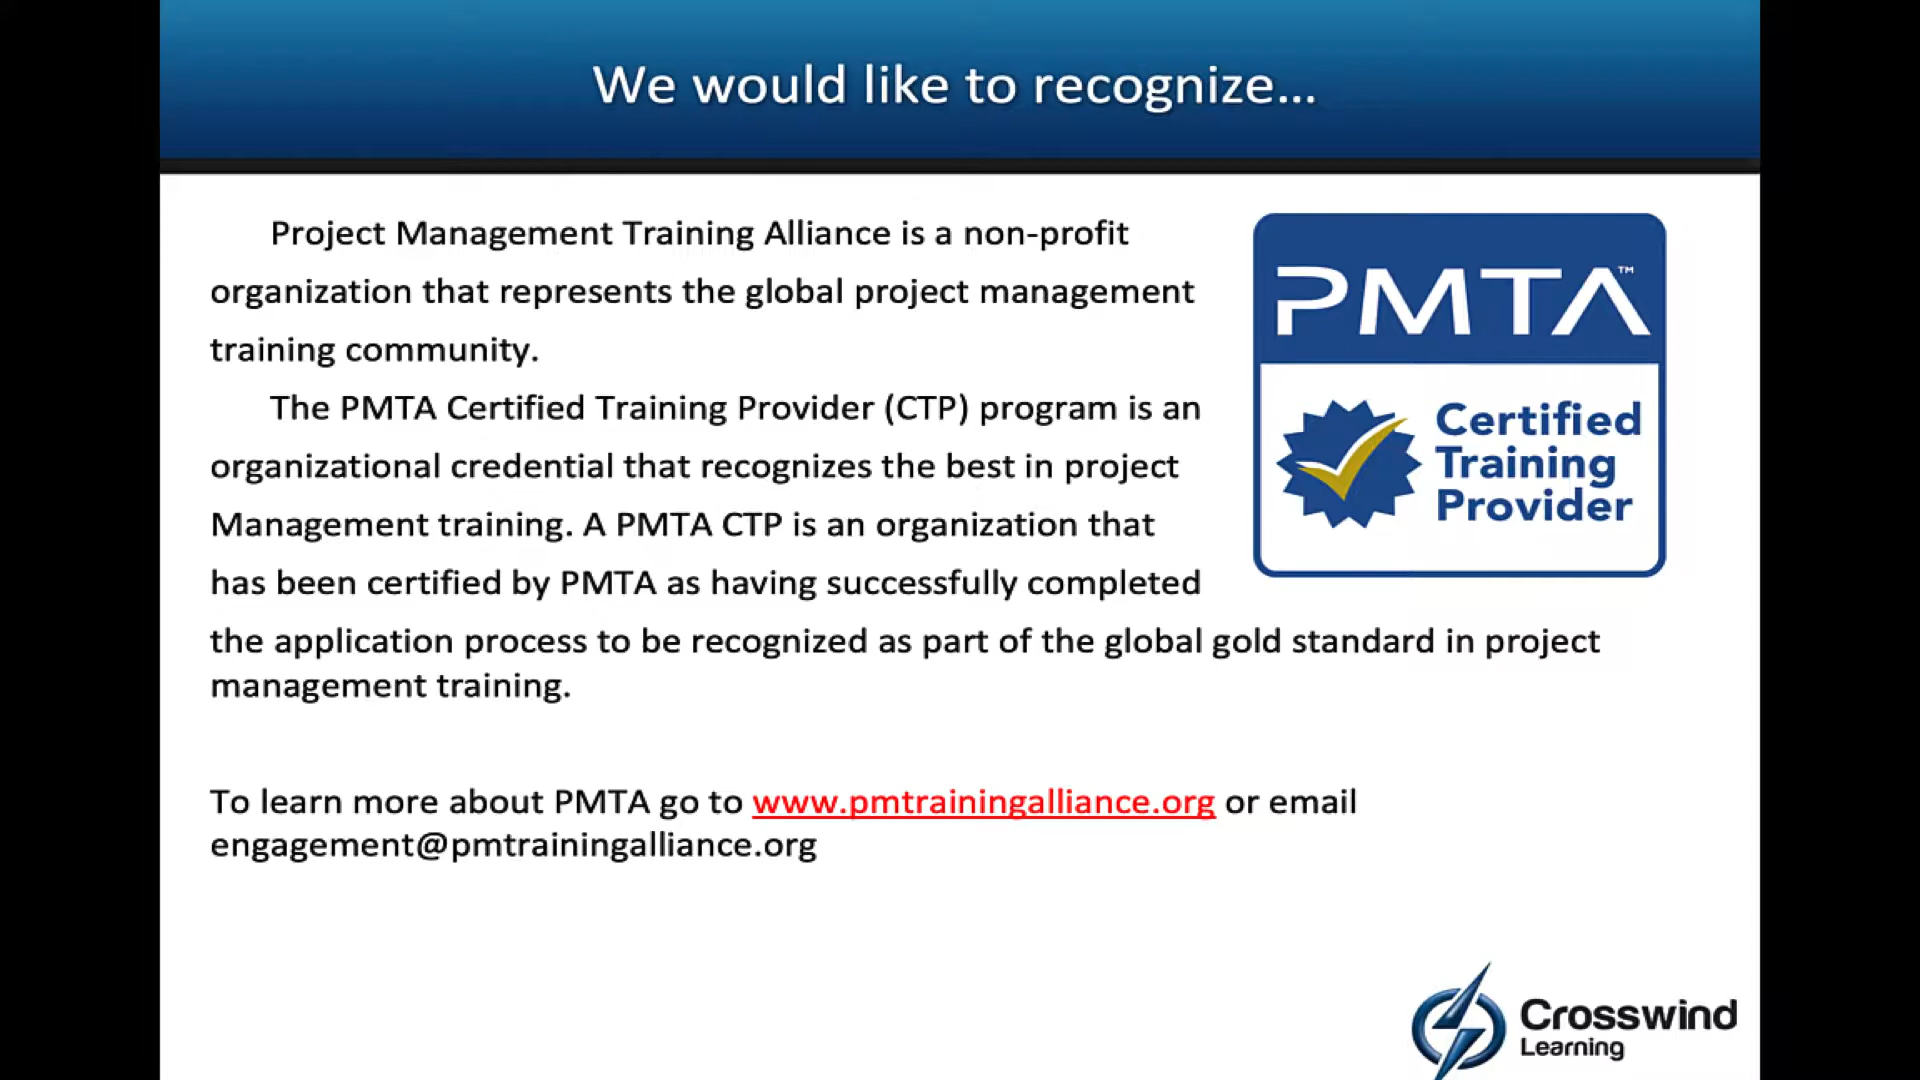 We would like to recognize...
Project Management Training Alliance is a non-profit
organization that represents the global project management
training community.
The PMTA Certified Training Provider (CTP) program is an
organizational credential that recognizes the best in project
Management training. A PMTA CTP is an organization that
has been certified by PMTA as having successfully completed
the application process to be recognized as part of the global gold standard in project
management training.
To learn more about PMTA go to www.pmtrainingalliance.org or email
engagement@pmtrainingalliance.org
PMTA™
Certified
Training
Provider
Crosswind
Learning